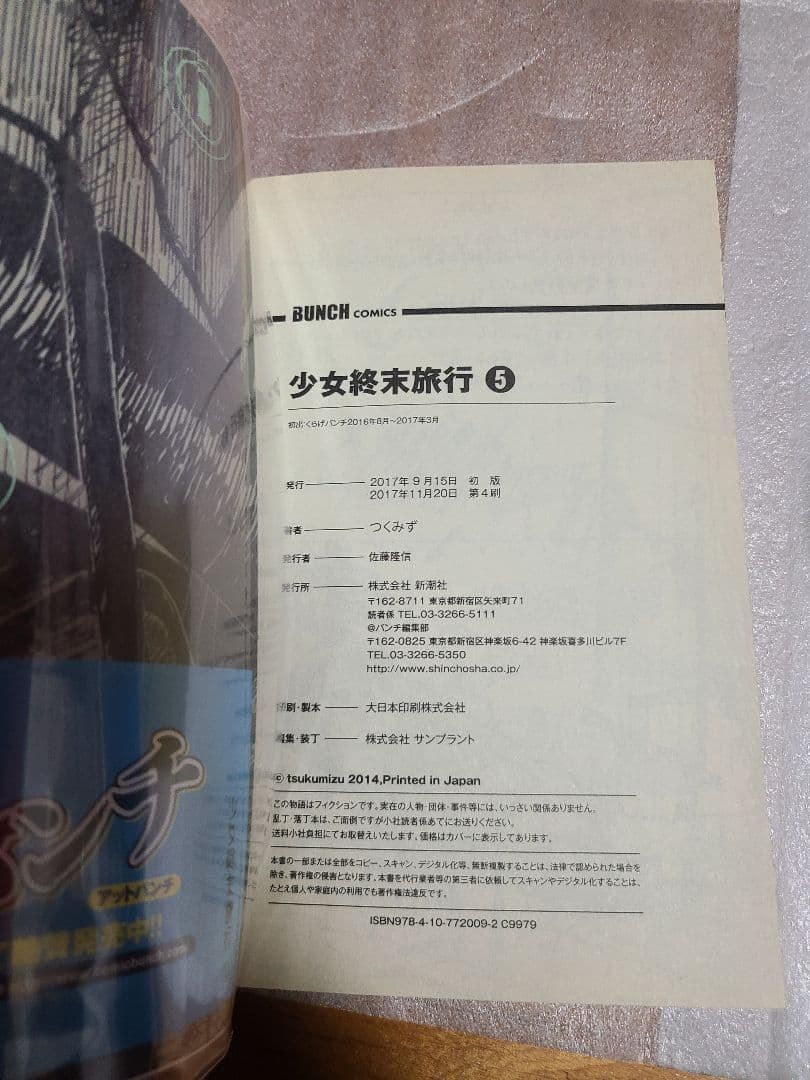 BUNCH COMICS
少女終末旅行 5
初出:くらげバンチ2016年8月〜2017年3月
発行 2017年9月15日 初 版
2017年11月20日 第4刷
著者 つくみず
発行者 佐藤隆信
発行所 株式会社 新潮社
〒162-8711 東京都新宿区矢来町71
読者係 TEL.03-3266-5111
@バンチ編集部
〒162-0825 東京都新宿区神楽坂6-42 神楽坂喜多川ビル7F
TEL.03-3266-5350
http://www.shinchosha.co.jp/
印刷・製本 大日本印刷株式会社
編集・装丁 株式会社 サンプラント
© tsukumizu 2014,Printed in Japan
この物語はフィクションです。実在の人物・団体・事件等には、いっさい関係ありません。
乱丁・落丁本は、ご面倒ですが小社読者係あてにお送りください。
送料小社負担にてお取替えいたします。価格はカバーに表示してあります。
本書の一部または全部をコピー、スキャン、デジタル化等、無断複製することは、法律で認められた場合を
除き、著作権の侵害となります。本書を代行業者等の第三者に依頼してスキャンやデジタル化することは、
たとえ個人や家庭内の利用でも著作権法違反です。
ISBN978-4-10-772009-2 C9979
バンチ
アットバンチ
発売中!!